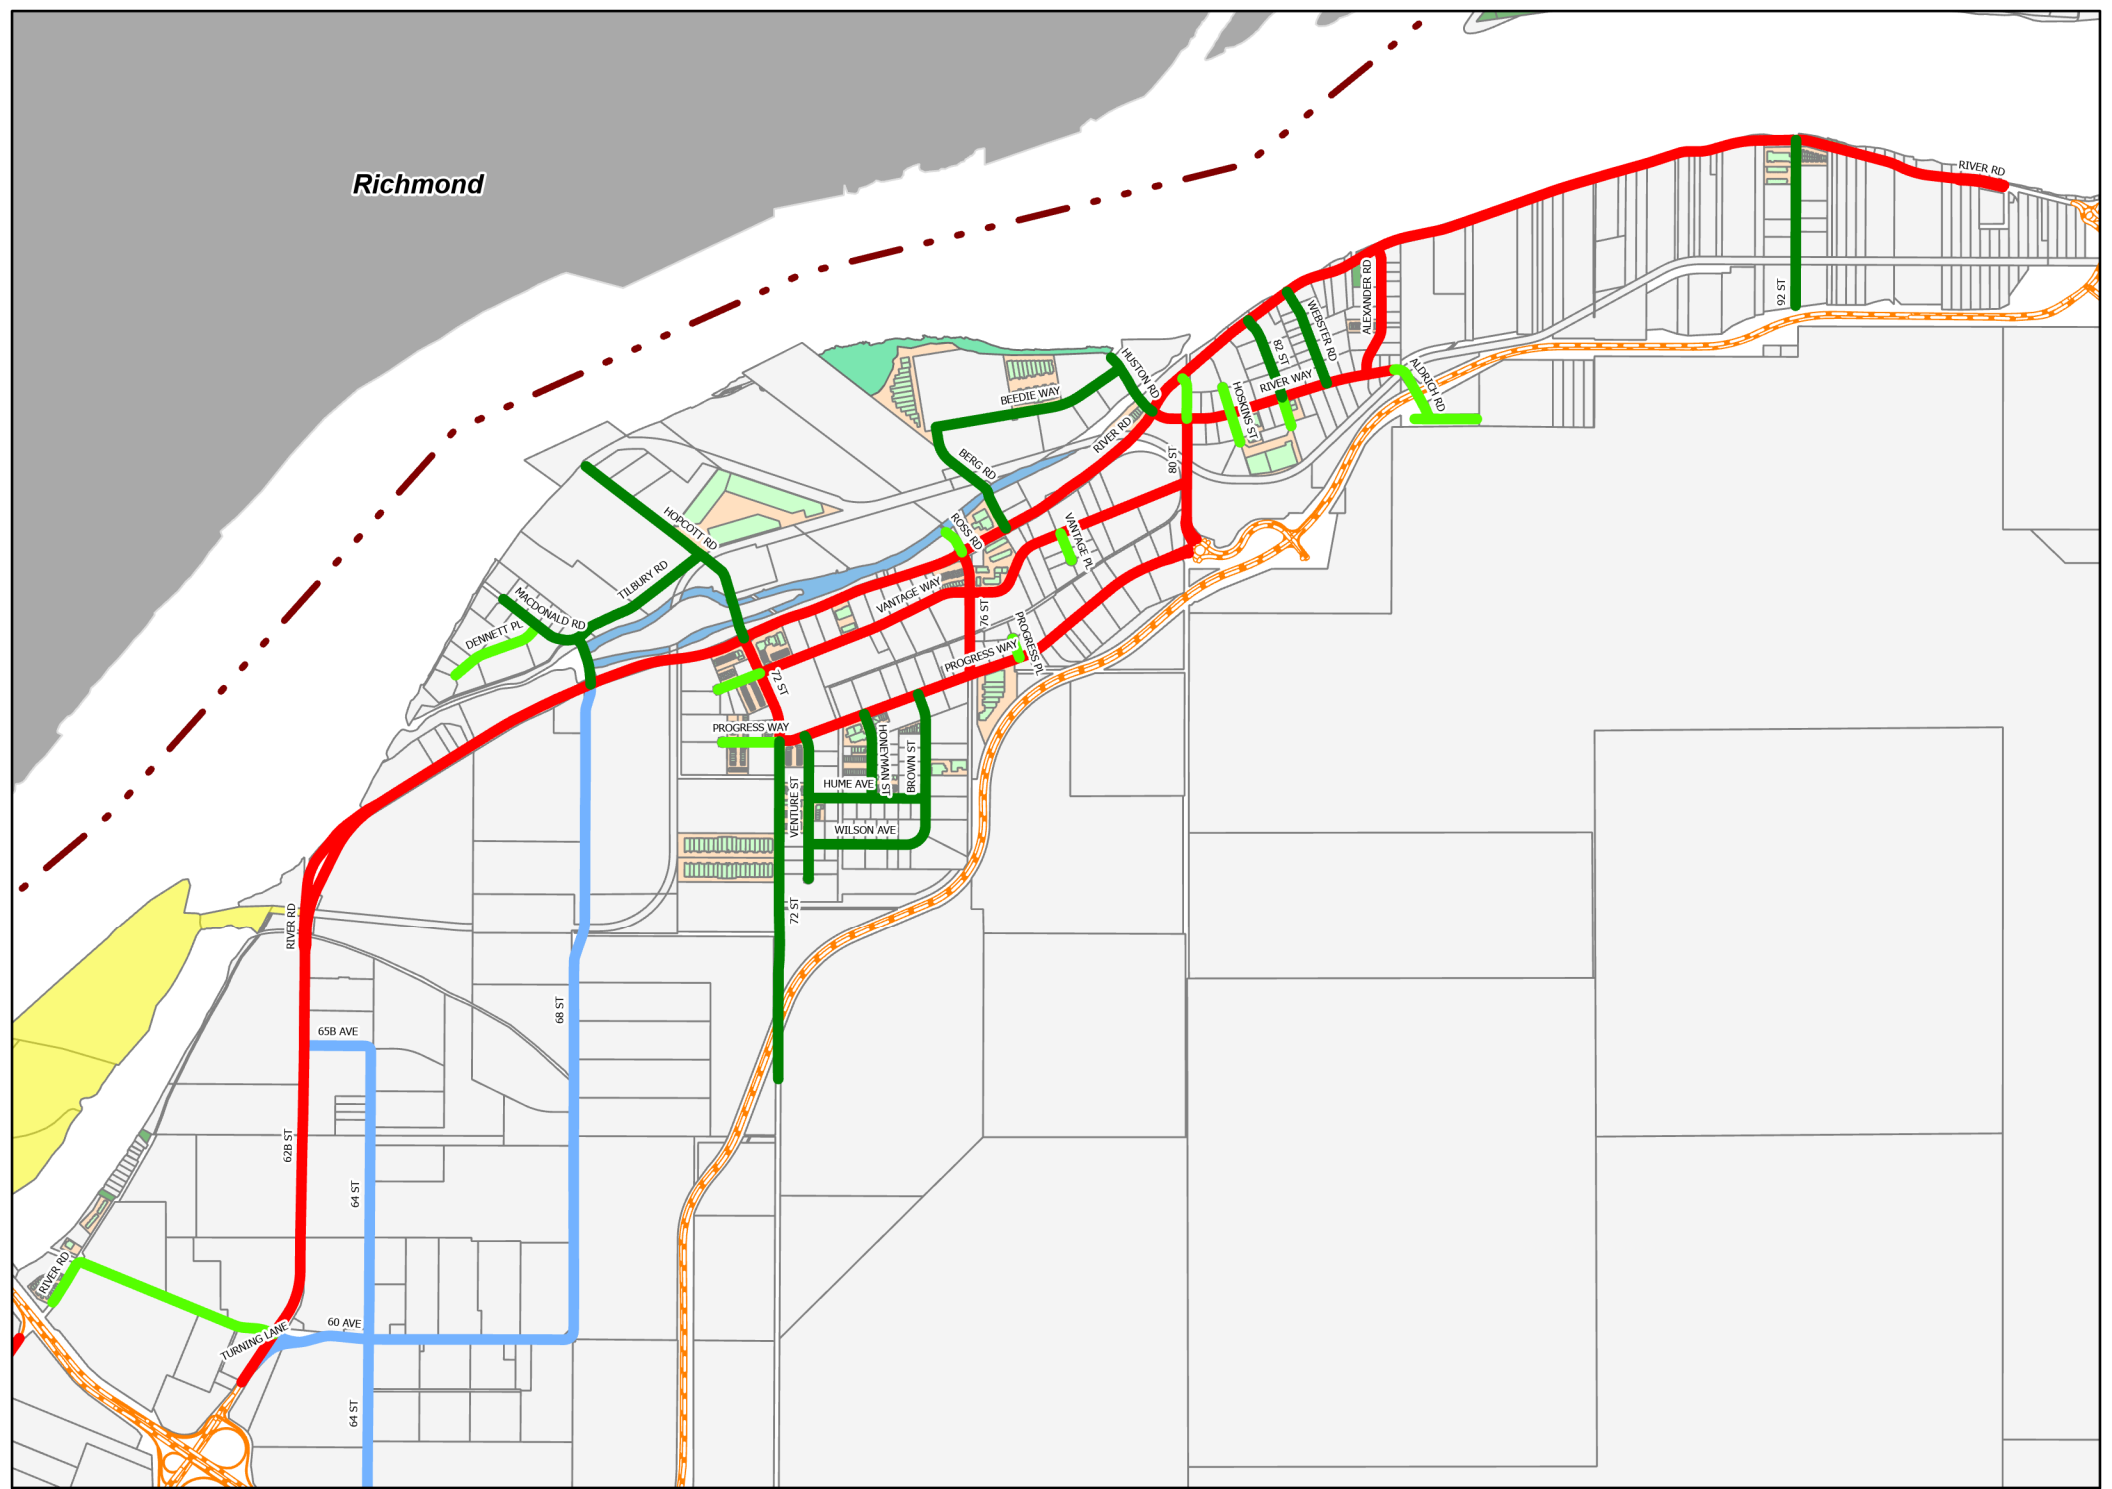 Richmond
RIVER RD
92 ST
ALEXANDER RD
WEBSTER RD
82 ST
RIVER WAY
HOSKINS ST
ALDRICH RD
HUSTON RD
BEEDIE WAY
RIVER RD
80 ST
BERG RD
ROSS RD
VANTAGE PL
HOPCOTT RD
TILBURY RD
MACDONALD RD
DENNETT PL
VANTAGE WAY
76 ST
PROGRESS PL
PROGRESS WAY
72 ST
PROGRESS WAY
HONEYMAN ST
BROWN ST
HUME AVE
VENTURE ST
WILSON AVE
72 ST
RIVER RD
68 ST
65B AVE
62B ST
64 ST
RIVER RD
60 AVE
TURNING LANE
64 ST